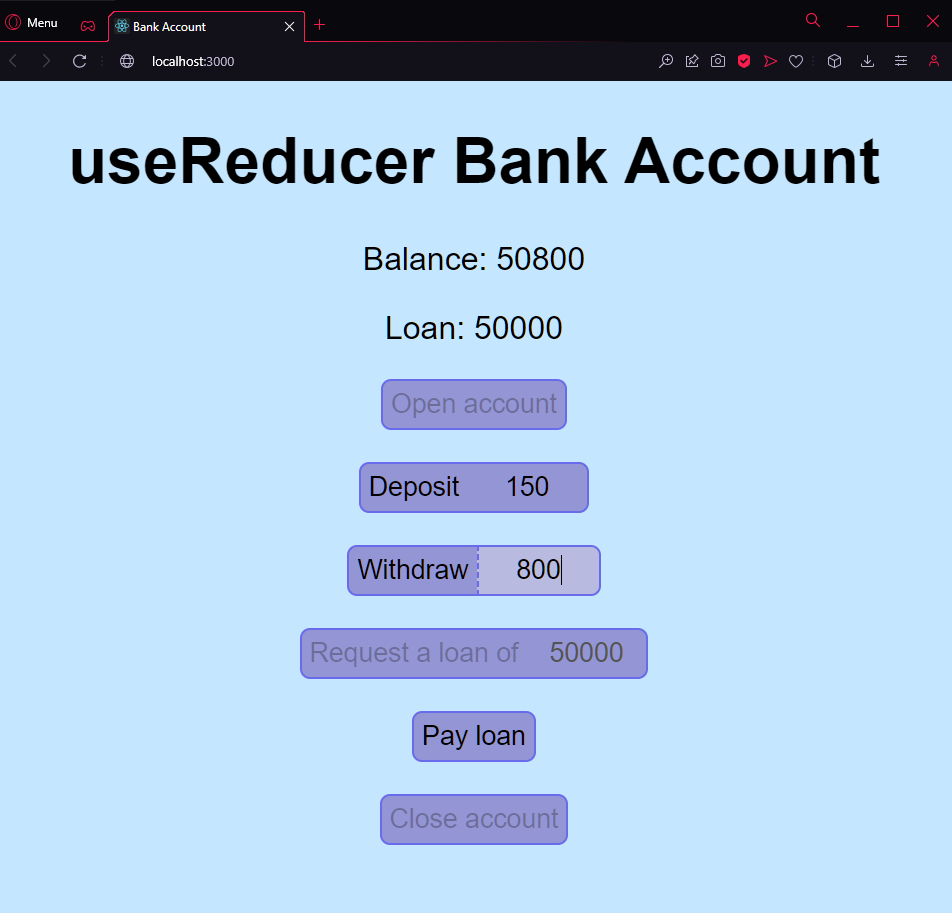 Menu
Bank Account
localhost:3000
useReducer Bank Account
Balance: 50800
Loan: 50000
Open account
Deposit 150
Withdraw 800
Request a loan of 50000
Pay loan
Close account